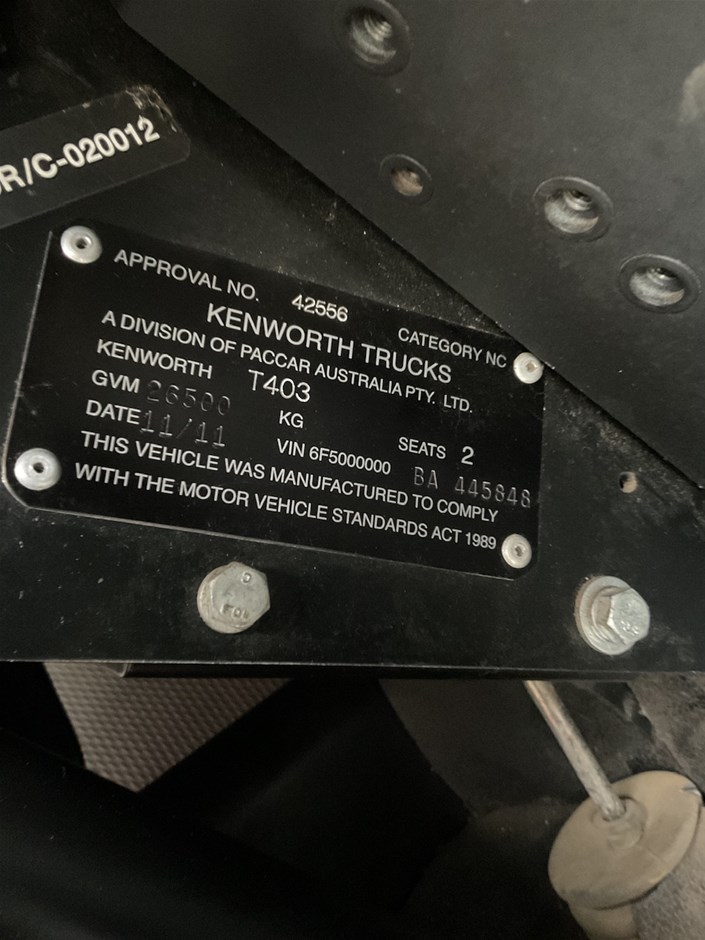 R/C-020012
APPROVAL NO. 42556
CATEGORY NC
KENWORTH TRUCKS
A DIVISION OF PACCAR AUSTRALIA PTY. LTD.
KENWORTH T403
GVM 26500 KG
SEATS 2
DATE 11/11
VIN 6F5000000 BA 445848
THIS VEHICLE WAS MANUFACTURED TO COMPLY
WITH THE MOTOR VEHICLE STANDARDS ACT 1989